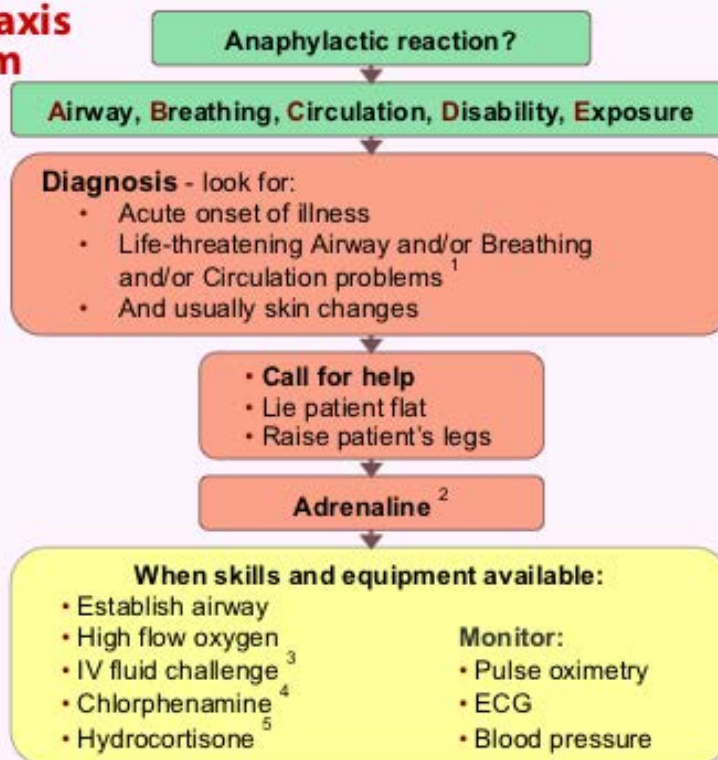 axis
m
Anaphylactic reaction?
Airway, Breathing, Circulation, Disability, Exposure
Diagnosis - look for:
• Acute onset of illness
• Life-threatening Airway and/or Breathing
and/or Circulation problems 1
• And usually skin changes
• Call for help
• Lie patient flat
• Raise patient's legs
Adrenaline 2
When skills and equipment available:
• Establish airway
• High flow oxygen
• IV fluid challenge 3
• Chlorphenamine 4
• Hydrocortisone 5
Monitor:
• Pulse oximetry
• ECG
• Blood pressure